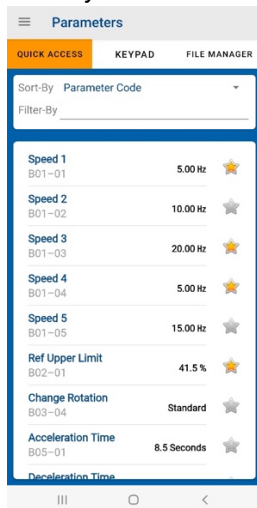 Parameters
QUICK ACCESS KEYPAD FILE MANAGER
Sort-By Parameter Code
Filter-By
Speed 1
B01-01 5.00 Hz
Speed 2
B01-02 10.00 Hz
Speed 3
B01-03 20.00 Hz
Speed 4
B01-04 5.00 Hz
Speed 5
B01-05 15.00 Hz
Ref Upper Limit
B02-01 41.5 %
Change Rotation
B03-04 Standard
Acceleration Time
B05-01 8.5 Seconds
Deceleration Time